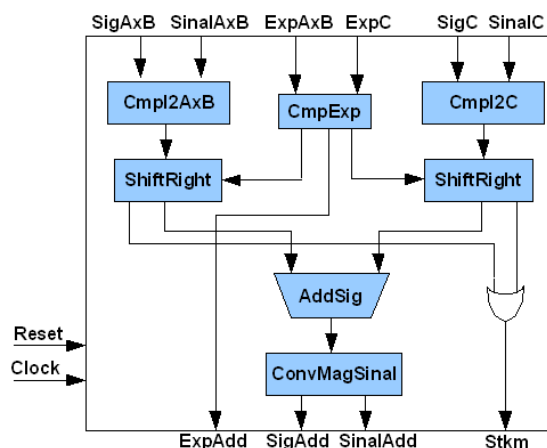 SigAxB SinalAxB ExpAxB ExpC SigC SinalC
Cmpl2AxB CmpExp Cmpl2C
ShiftRight ShiftRight
AddSig
Reset
Clock
ConvMagSinal
ExpAdd SigAdd SinalAdd Stkm